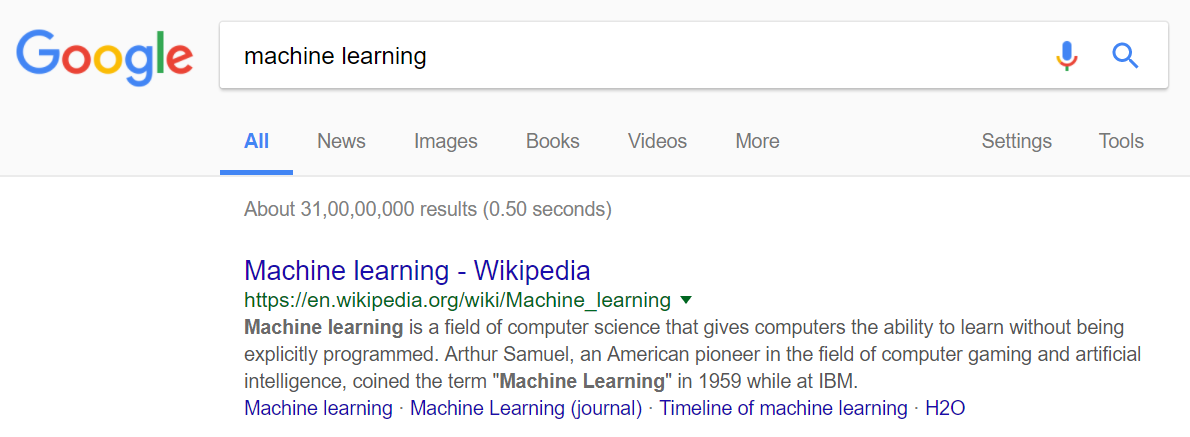 Google machine learning
All News Images Books Videos More Settings Tools
About 31,00,00,000 results (0.50 seconds)
Machine learning - Wikipedia
https://en.wikipedia.org/wiki/Machine_learning
Machine learning is a field of computer science that gives computers the ability to learn without being
explicitly programmed. Arthur Samuel, an American pioneer in the field of computer gaming and artificial
intelligence, coined the term "Machine Learning" in 1959 while at IBM.
Machine learning · Machine Learning (journal) · Timeline of machine learning · H2O